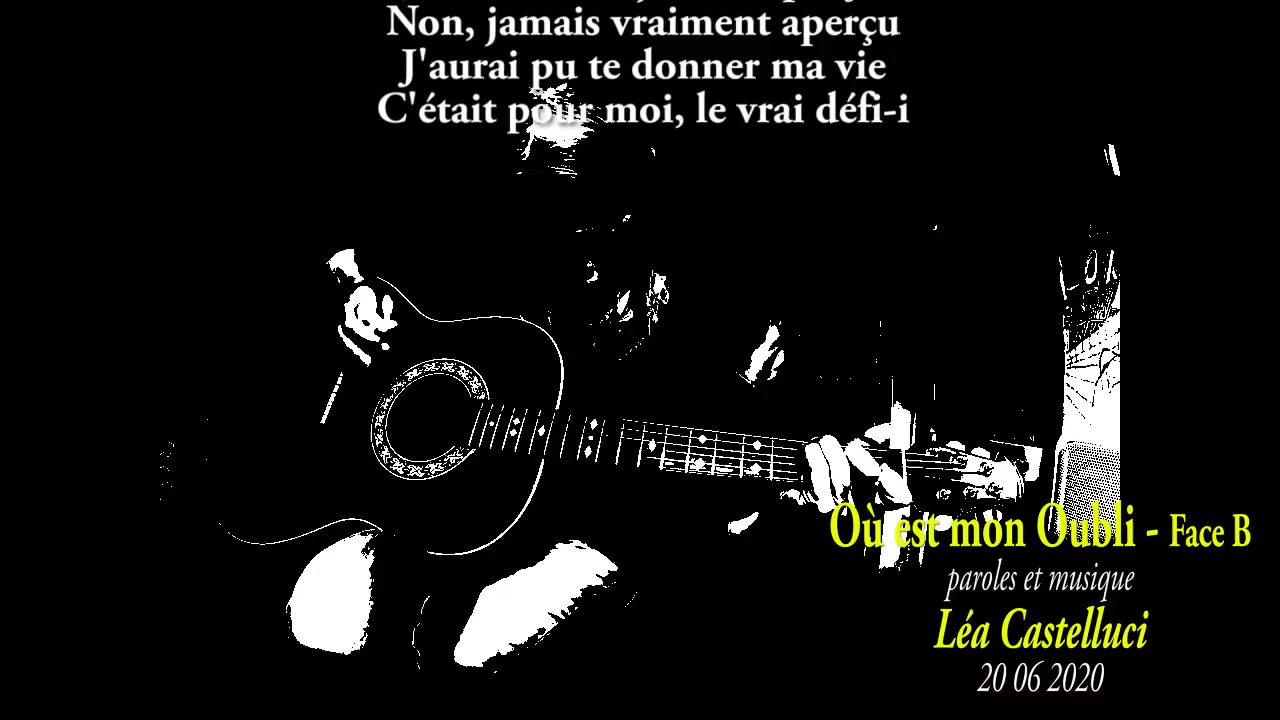 Non, jamais vraiment aperçu
J'aurai pu te donner ma vie
C'était pour moi, le vrai défi-i
Où est mon Oubli - Face B
paroles et musique
Léa Castelluci
20 06 2020